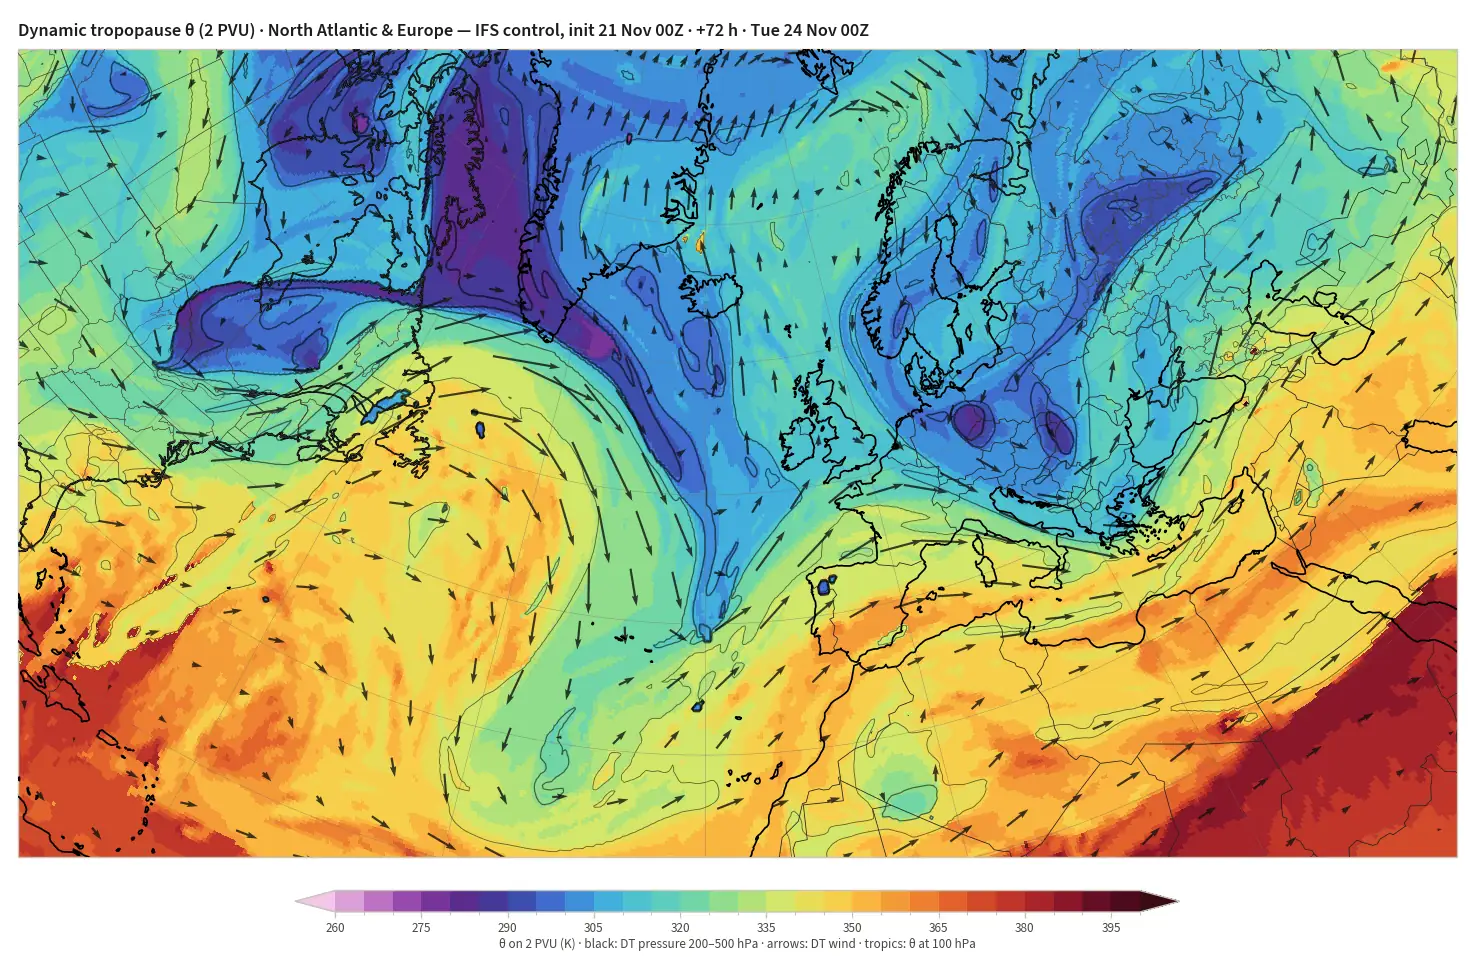 Dynamic tropopause θ (2 PVU) · North Atlantic & Europe — IFS control, init 21 Nov 00Z · +72 h · Tue 24 Nov 00Z
260 275 290 305 320 335 350 365 380 395
θ on 2 PVU (K) · black: DT pressure 200–500 hPa · arrows: DT wind · tropics: θ at 100 hPa